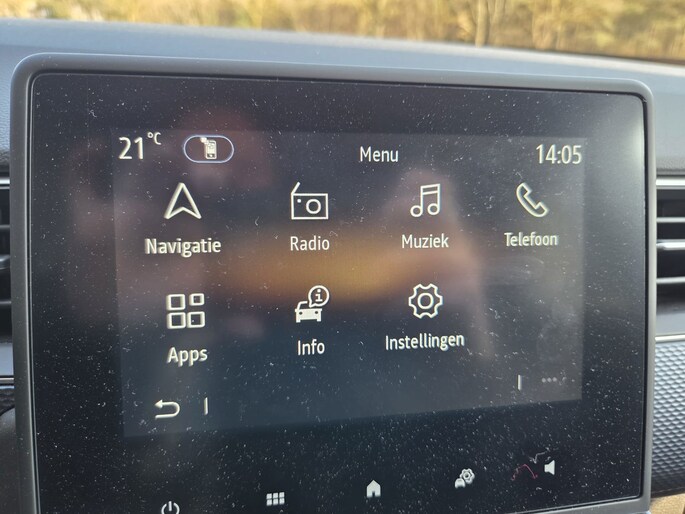 21°C Menu 14:05
Navigatie Radio Muziek Telefoon
Apps Info Instellingen